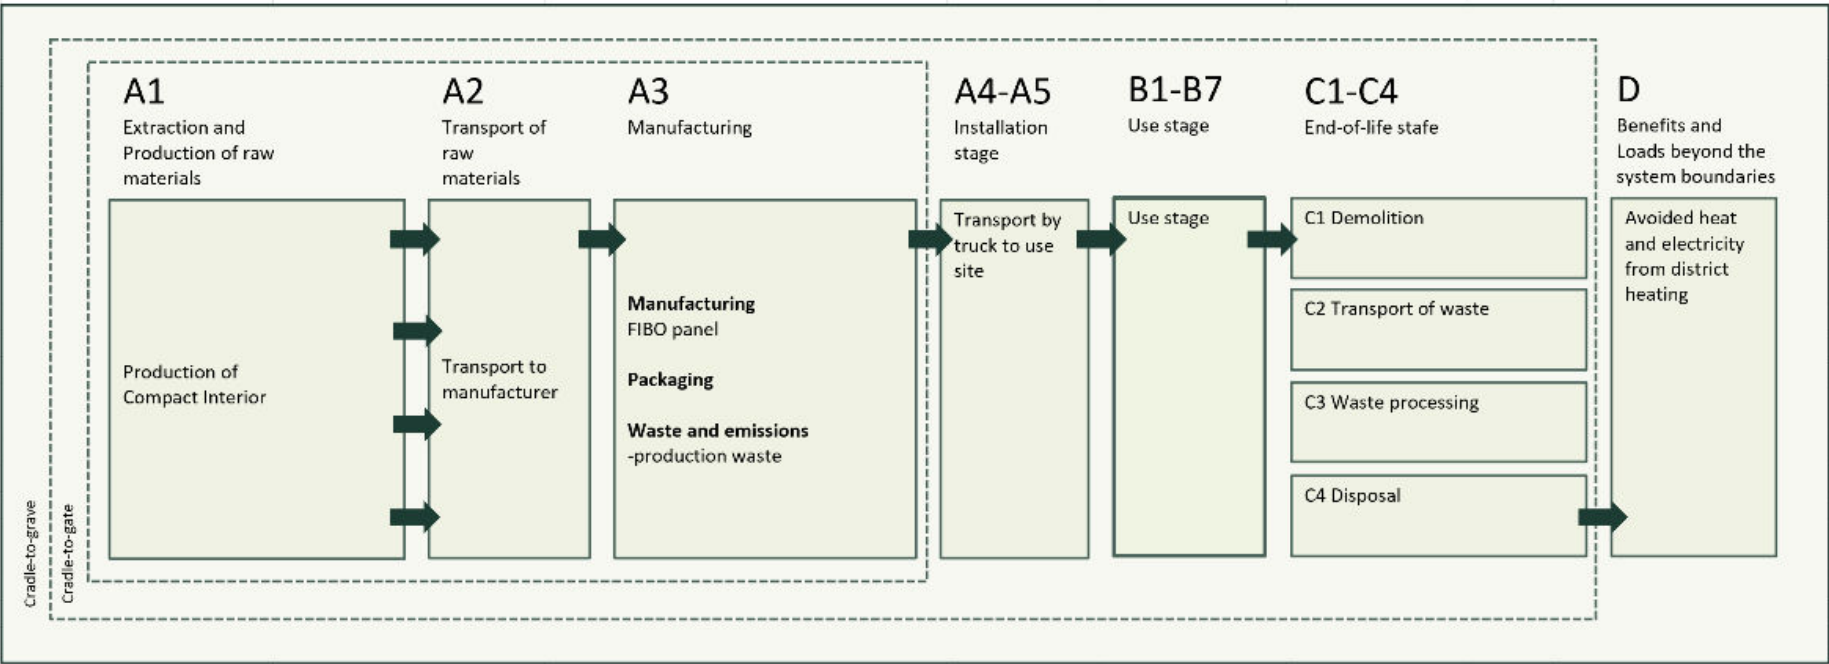 A1
Extraction and
Production of raw
materials
A2
Transport of
raw
materials
A3
Manufacturing
A4-A5
Installation
stage
B1-B7
Use stage
C1-C4
End-of-life stafe
D
Benefits and
Loads beyond the
system boundaries
Production of
Compact Interior
Transport to
manufacturer
Manufacturing
FIBO panel
Packaging
Waste and emissions
-production waste
Transport by
truck to use
site
Use stage
C1 Demolition
C2 Transport of waste
C3 Waste processing
C4 Disposal
Avoided heat
and electricity
from district
heating
Cradle-to-grave
Cradle-to-gate